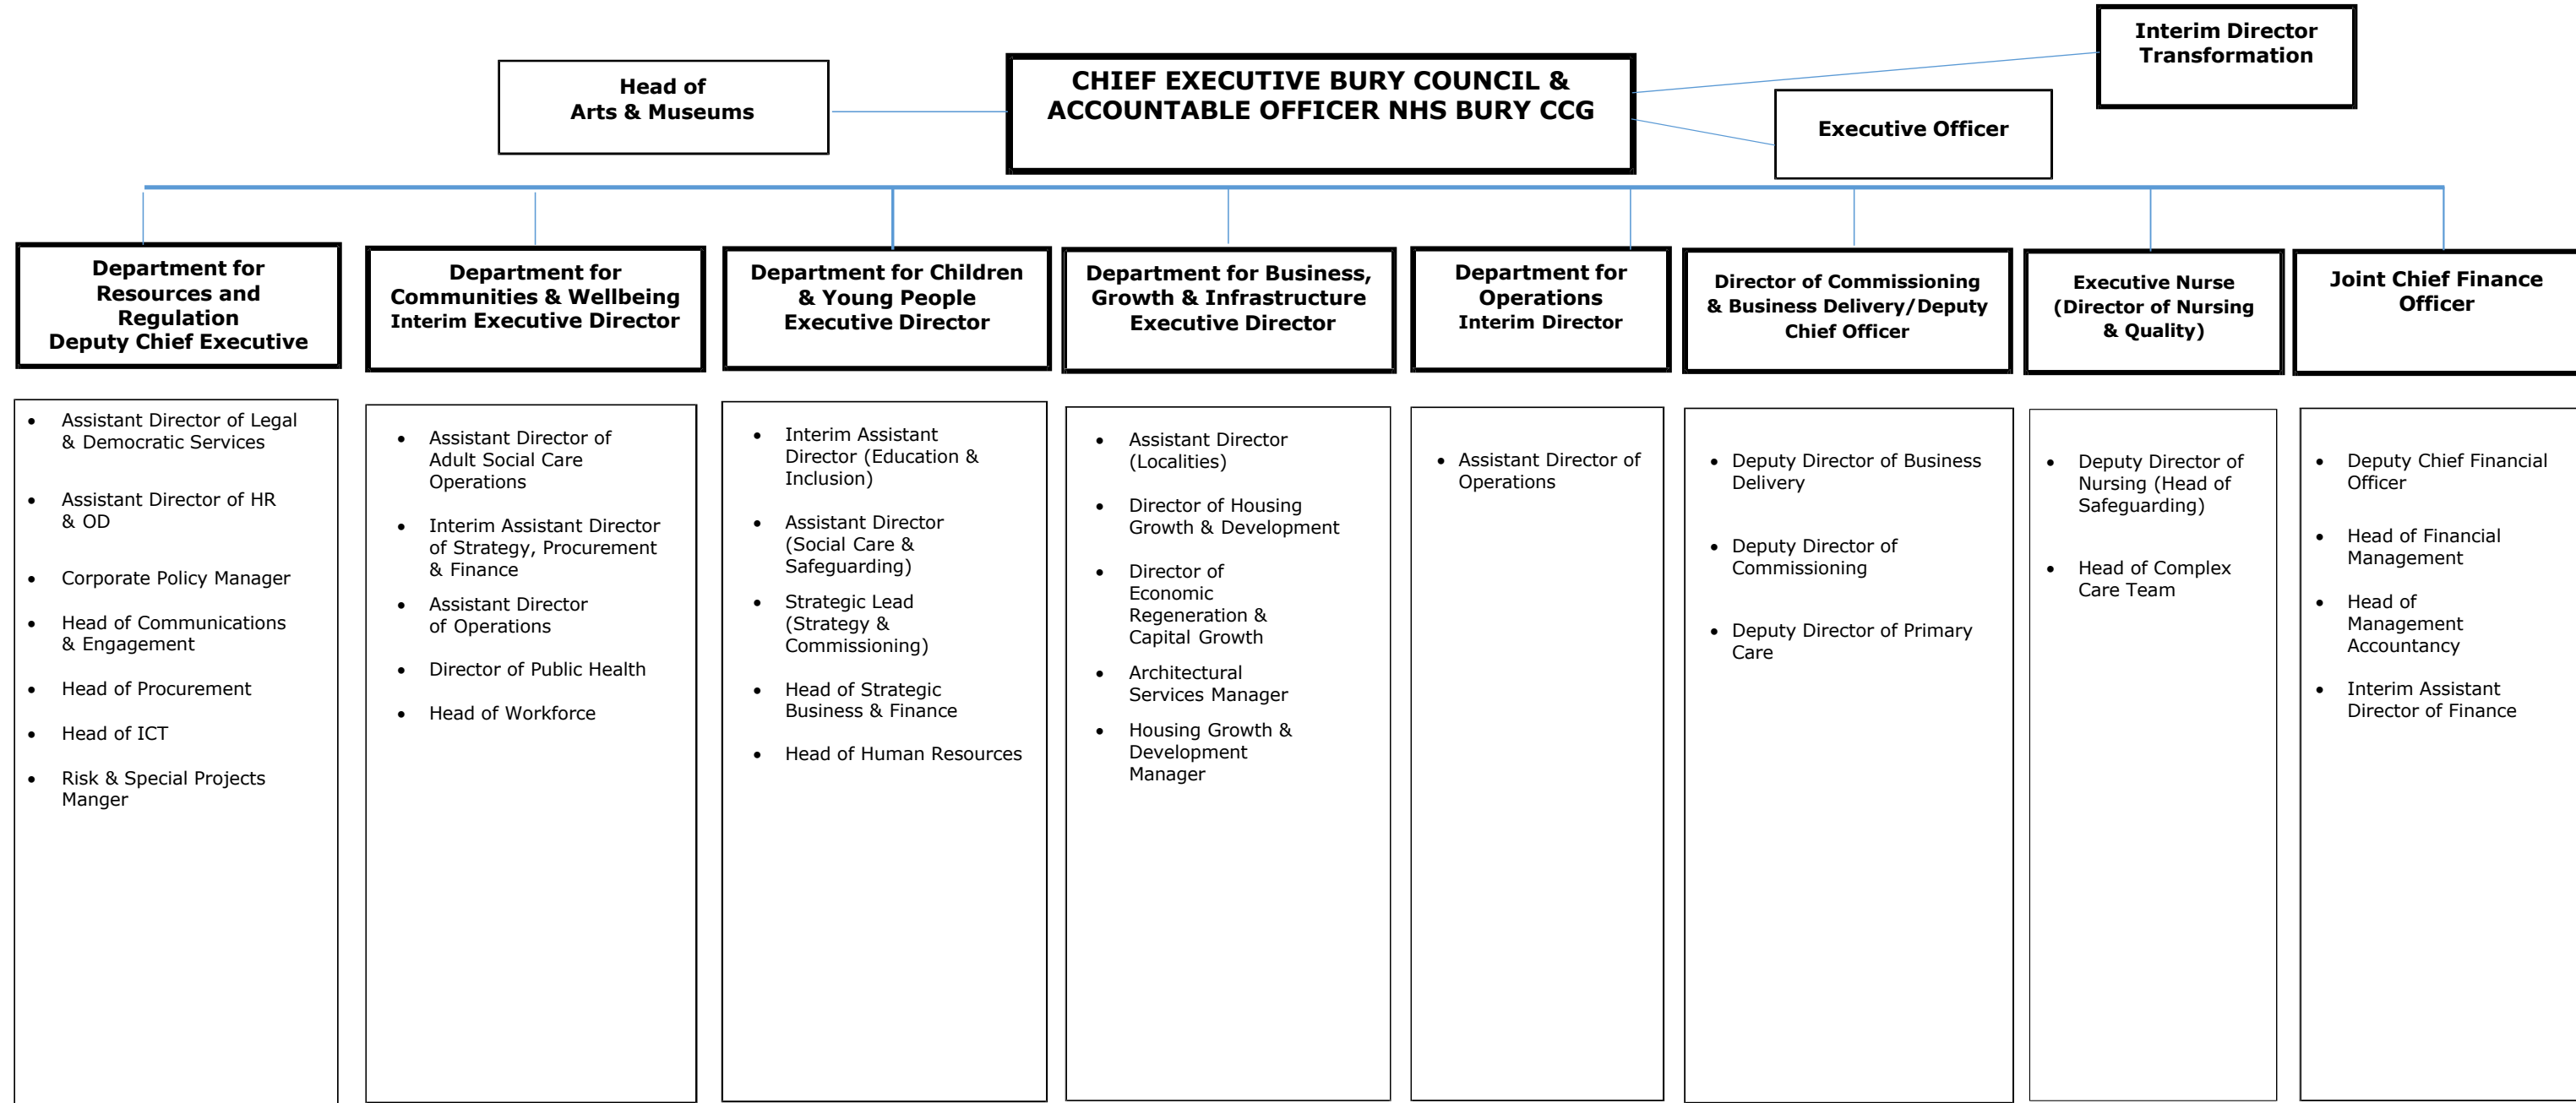 Interim Director
Transformation
Head of
Arts & Museums
CHIEF EXECUTIVE BURY COUNCIL &
ACCOUNTABLE OFFICER NHS BURY CCG
Executive Officer
Department for
Resources and
Regulation
Deputy Chief Executive
Department for
Communities & Wellbeing
Interim Executive Director
Department for Children
& Young People
Executive Director
Department for Business,
Growth & Infrastructure
Executive Director
Department for
Operations
Interim Director
Director of Commissioning
& Business Delivery/Deputy
Chief Officer
Executive Nurse
(Director of Nursing
& Quality)
Joint Chief Finance
Officer
• Assistant Director of Legal
& Democratic Services
• Assistant Director of HR
& OD
• Corporate Policy Manager
• Head of Communications
& Engagement
• Head of Procurement
• Head of ICT
• Risk & Special Projects
Manger
• Assistant Director of
Adult Social Care
Operations
• Interim Assistant Director
of Strategy, Procurement
& Finance
• Assistant Director
of Operations
• Director of Public Health
• Head of Workforce
• Interim Assistant
Director (Education &
Inclusion)
• Assistant Director
(Social Care &
Safeguarding)
• Strategic Lead
(Strategy &
Commissioning)
• Head of Strategic
Business & Finance
• Head of Human Resources
• Assistant Director
(Localities)
• Director of Housing
Growth & Development
• Director of
Economic
Regeneration &
Capital Growth
• Architectural
Services Manager
• Housing Growth &
Development
Manager
• Assistant Director of
Operations
• Deputy Director of Business
Delivery
• Deputy Director of
Commissioning
• Deputy Director of Primary
Care
• Deputy Director of
Nursing (Head of
Safeguarding)
• Head of Complex
Care Team
• Deputy Chief Financial
Officer
• Head of Financial
Management
• Head of
Management
Accountancy
• Interim Assistant
Director of Finance